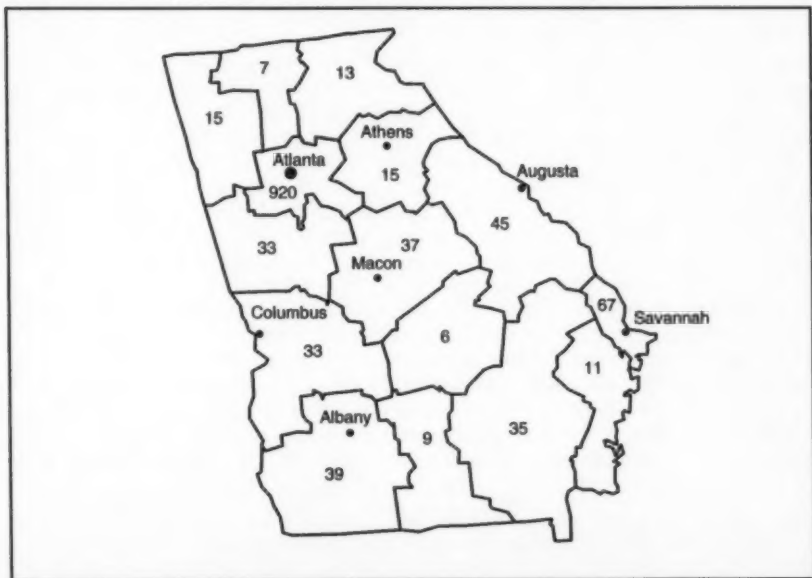 7
13
15
Athens
Atlanta
15
Augusta
920
45
33
37
Macon
67
Columbus
Savannah
33
6
11
Albany
9
35
39